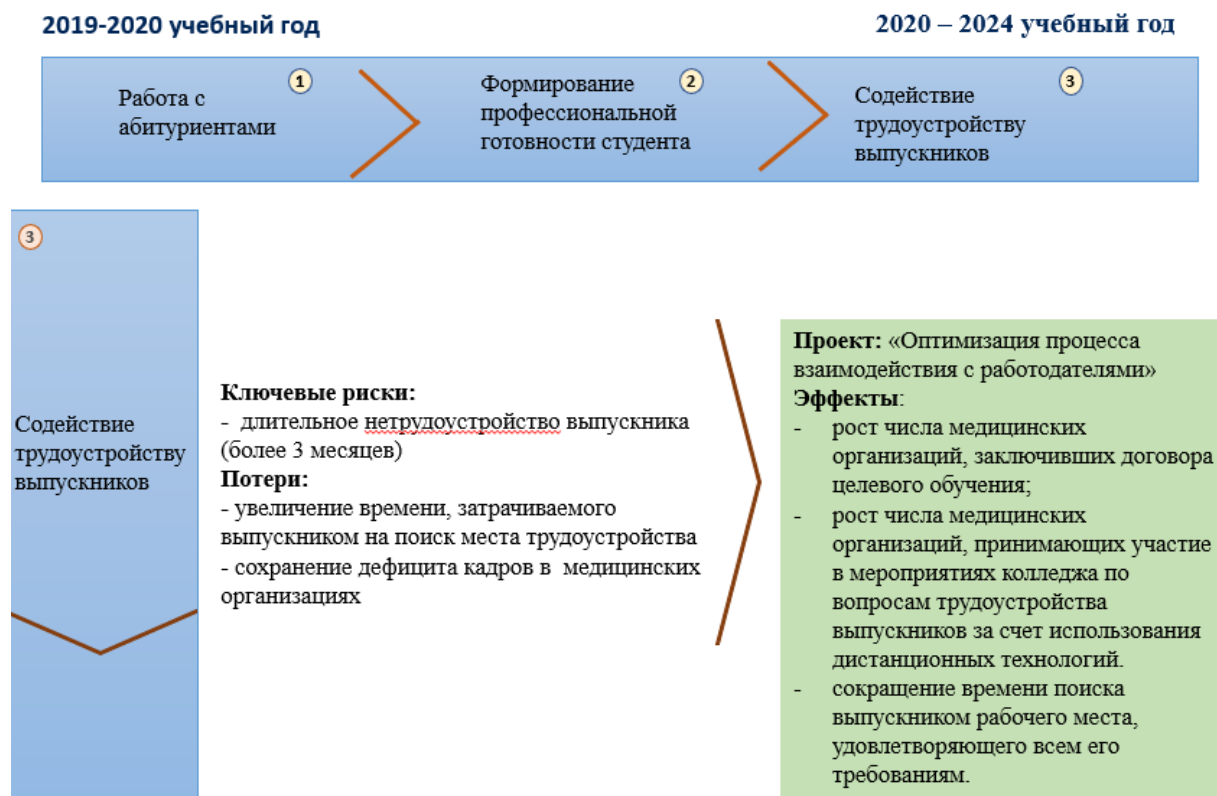 2019-2020 учебный год
2020 – 2024 учебный год
1
Работа с
абитуриентами
2
Формирование
профессиональной
готовности студента
3
Содействие
трудоустройству
выпускников
3
Содействие
трудоустройству
выпускников
Ключевые риски:
- длительное нетрудоустройство выпускника
(более 3 месяцев)
Потери:
- увеличение времени, затрачиваемого
выпускником на поиск места трудоустройства
- сохранение дефицита кадров в медицинских
организациях
Проект: «Оптимизация процесса
взаимодействия с работодателями»
Эффекты:
- рост числа медицинских
организаций, заключивших договора
целевого обучения;
- рост числа медицинских
организаций, принимающих участие
в мероприятиях колледжа по
вопросам трудоустройства
выпускников за счет использования
дистанционных технологий.
- сокращение времени поиска
выпускником рабочего места,
удовлетворяющего всем его
требованиям.